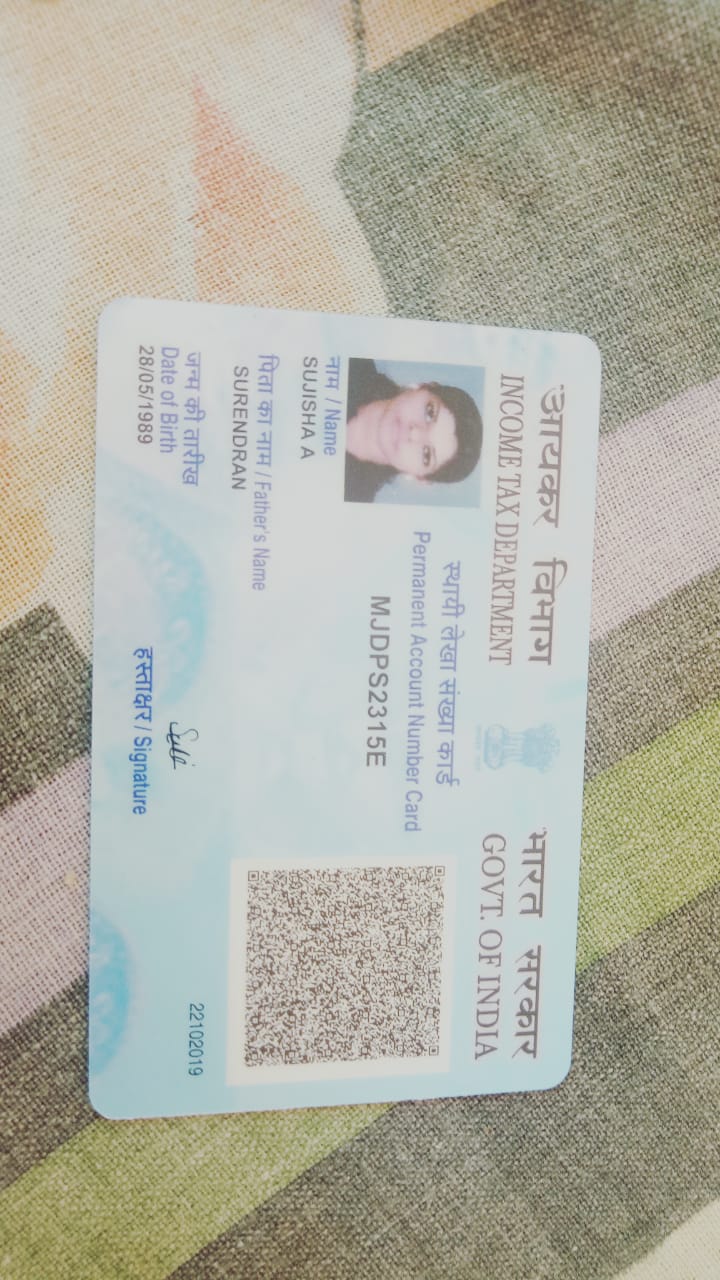 आयकर विभाग
INCOME TAX DEPARTMENT
भारत सरकार
GOVT. OF INDIA
स्थायी लेखा संख्या कार्ड
Permanent Account Number Card
MJDPS2315E
नाम / Name
SUJISHA A
पिता का नाम / Father's Name
SURENDRAN
जन्म की तारीख
Date of Birth
28/05/1989
हस्ताक्षर / Signature
22102019